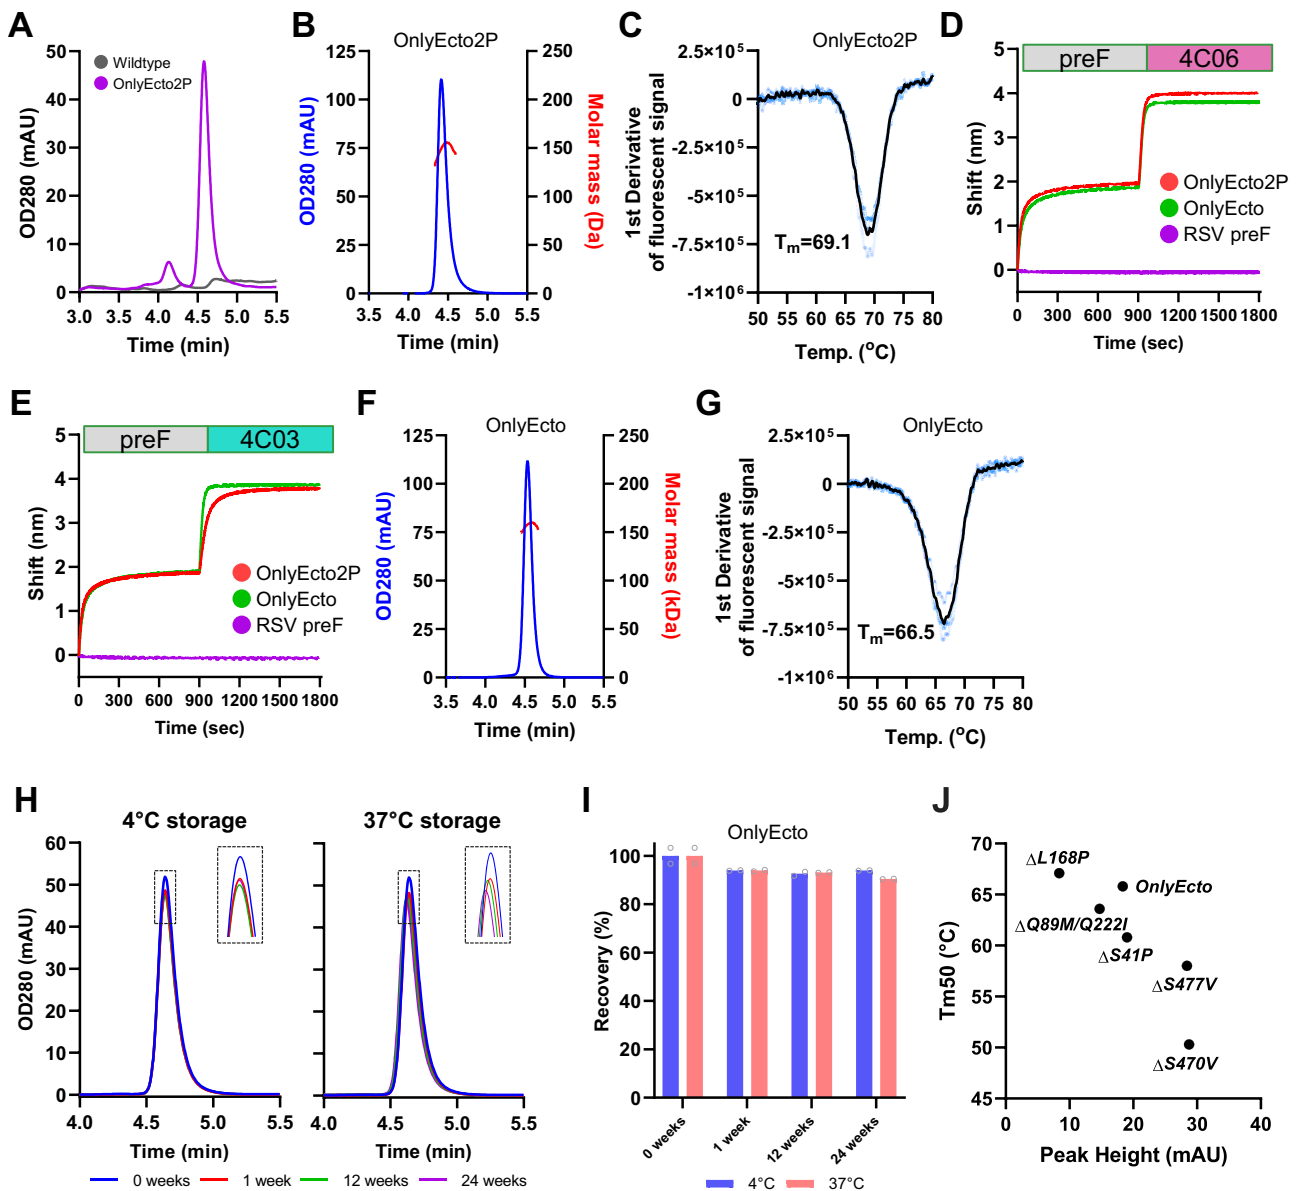 A
50
40
30
20
10
0
OD280 (mAU)
Wildtype
OnlyEcto2P
3.0 3.5 4.0 4.5 5.0 5.5
Time (min)
B
OnlyEcto2P
125
100
75
50
25
0
OD280 (mAU)
250
200
150
100
50
0
Molar mass (Da)
3.5 4.0 4.5 5.0 5.5
Time (min)
C
OnlyEcto2P
2.5×10⁵
0
-2.5×10⁵
-5×10⁵
-7.5×10⁵
-1×10⁶
1st Derivative
of fluorescent signal
Tm=69.1
50 60 70 80
Temp. (°C)
D
preF 4C06
5
4
3
2
1
0
Shift (nm)
OnlyEcto2P
OnlyEcto
RSV preF
0 300 600 900 1200 1800
Time (sec)
E
preF 4C03
5
4
3
2
1
0
Shift (nm)
OnlyEcto2P
OnlyEcto
RSV preF
0 300 600 900 1200 1800
Time (sec)
F
OnlyEcto
125
100
75
50
25
0
OD280 (mAU)
250
200
150
100
50
0
Molar mass (kDa)
3.5 4.0 4.5 5.0 5.5
Time (min)
G
OnlyEcto
2.5×10⁵
0
-2.5×10⁵
-5×10⁵
-7.5×10⁵
-1×10⁶
1st Derivative
of fluorescent signal
Tm=66.5
50 55 60 65 70 75 80
Temp. (°C)
H
4°C storage
37°C storage
60
50
40
30
20
10
0
OD280 (mAU)
4.0 4.5 5.0 5.5
Time (min)
4.0 4.5 5.0 5.5
Time (min)
0 weeks 1 week 12 weeks 24 weeks
I
OnlyEcto
100
80
60
40
20
0
Recovery (%)
0 weeks 1 week 12 weeks 24 weeks
4°C 37°C
J
70
65
60
55
50
45
Tm50 (°C)
ΔL168P
OnlyEcto
ΔQ89M/Q222I
ΔS41P
ΔS477V
ΔS470V
0 10 20 30 40
Peak Height (mAU)